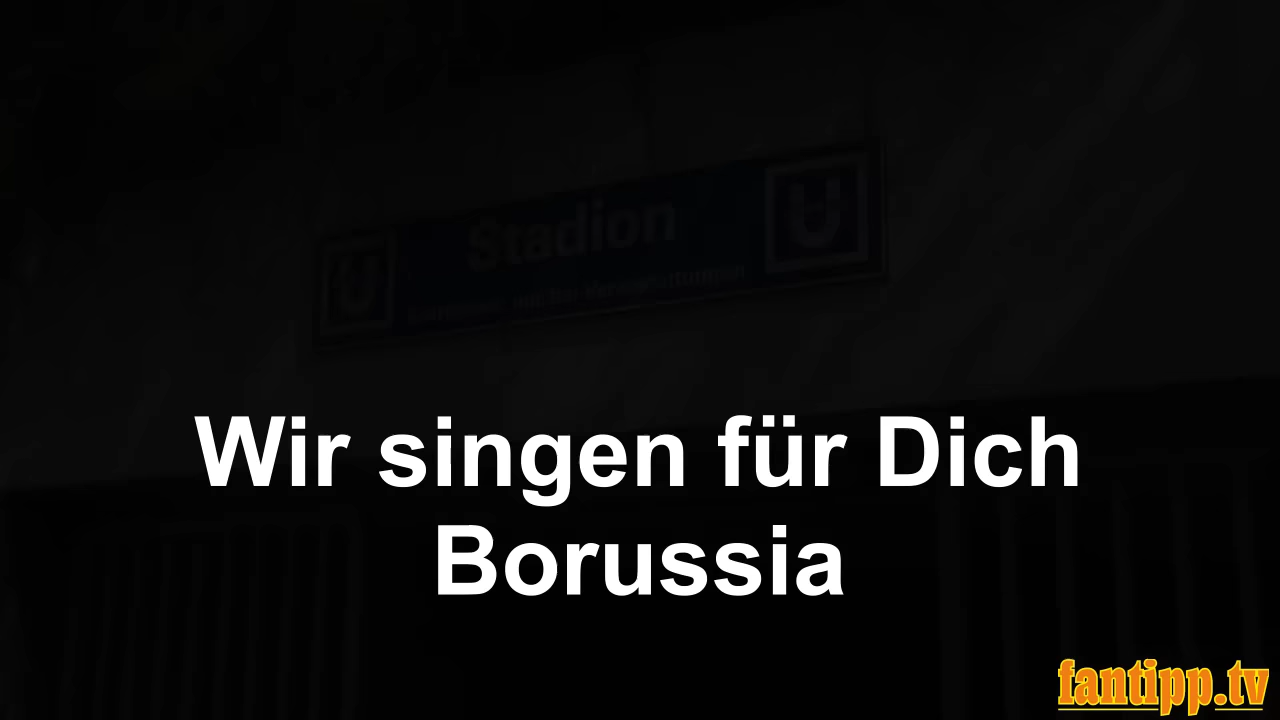 U Stadion U
Wir singen für Dich
Borussia
fantipp.tv